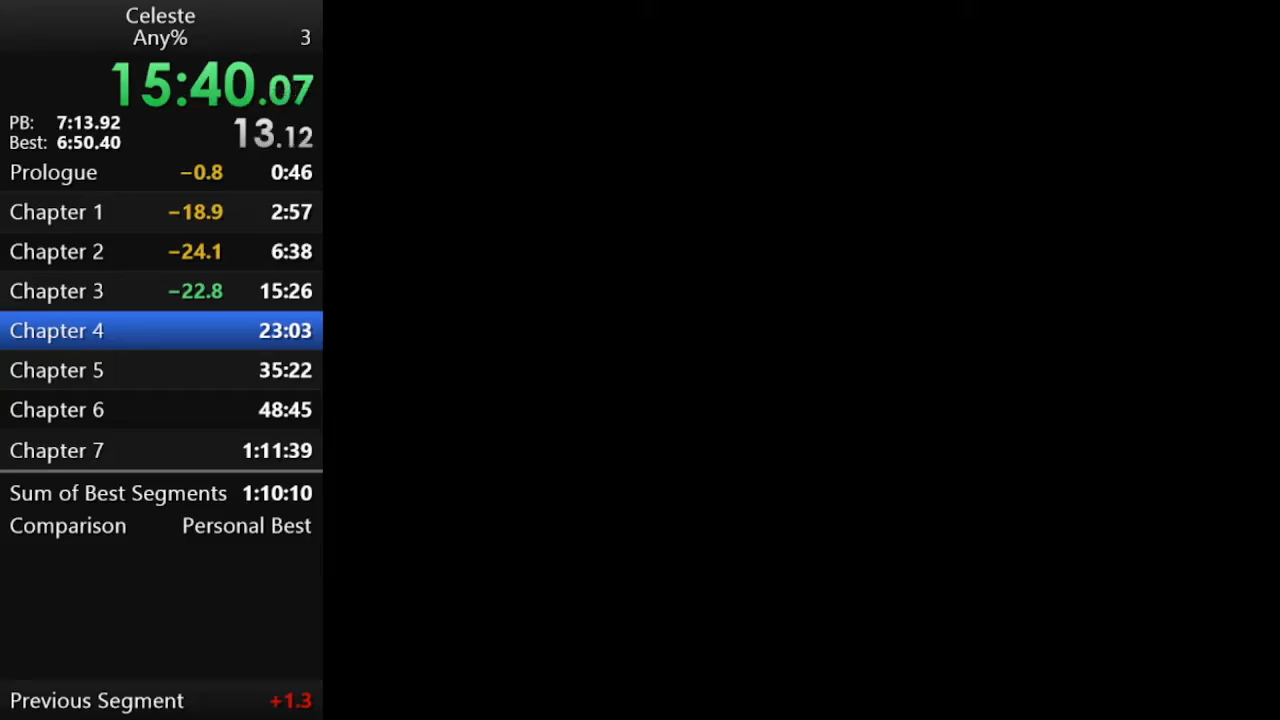 Celeste
Any% 3
15:40.07
PB: 7:13.92
Best: 6:50.40
13.12
Prologue −0.8 0:46
Chapter 1 −18.9 2:57
Chapter 2 −24.1 6:38
Chapter 3 −22.8 15:26
Chapter 4 23:03
Chapter 5 35:22
Chapter 6 48:45
Chapter 7 1:11:39
Sum of Best Segments 1:10:10
Comparison Personal Best
Previous Segment +1.3